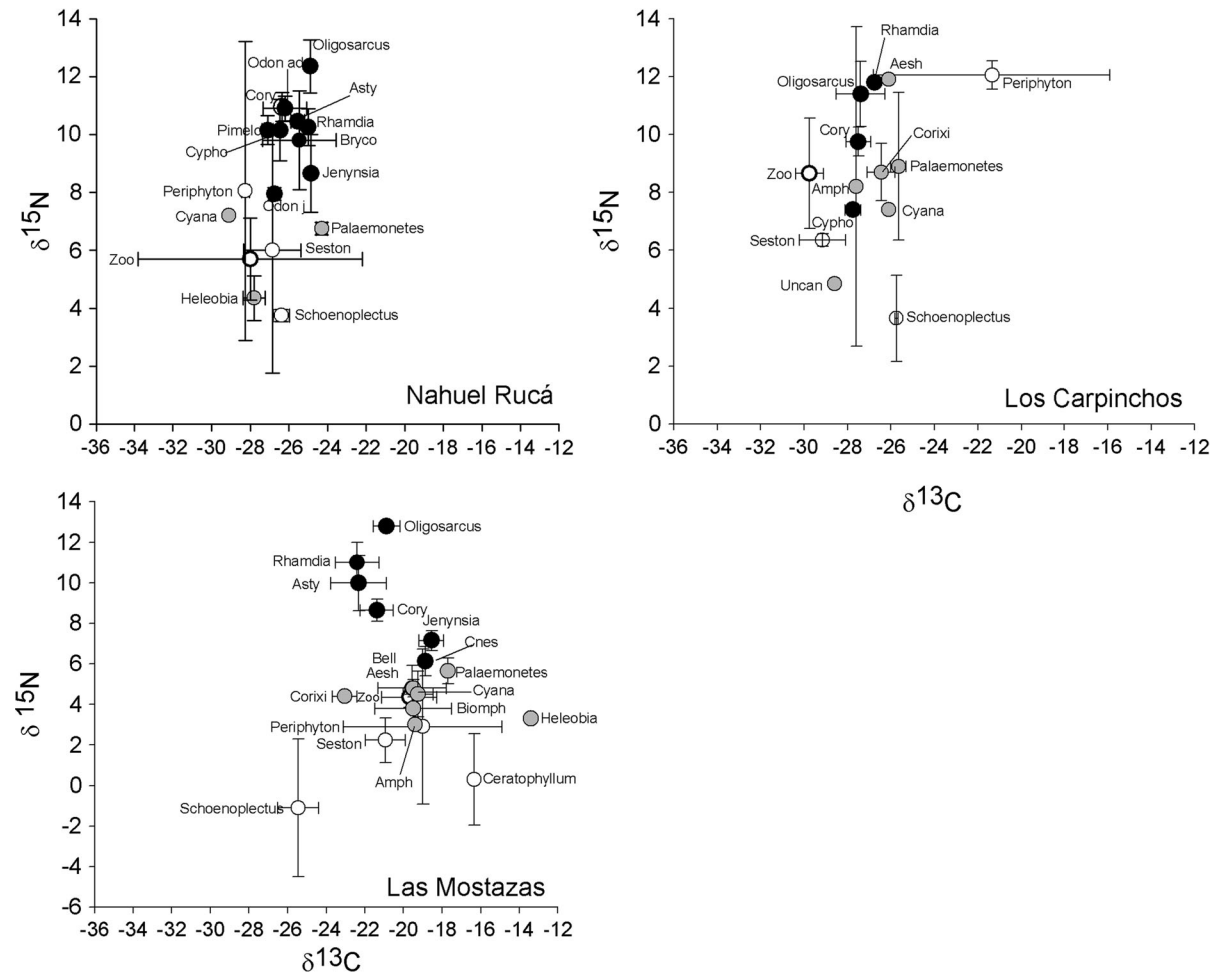 14
12
10
8
6
4
2
0
δ15N
Oligosarcus
Odon ad
Cory
Asty
Pimelo
Rhamdia
Cypho
Bryco
Jenynsia
Periphyton
Odon j
Cyana
Palaemonetes
Seston
Zoo
Heleobia
Schoenoplectus
Nahuel Rucá
-36 -34 -32 -30 -28 -26 -24 -22 -20 -18 -16 -14 -12
14
12
10
8
6
4
2
0
δ15N
Rhamdia
Aesh
Oligosarcus
Periphyton
Cory
Corixi
Zoo
Palaemonetes
Amph
Cyana
Cypho
Seston
Uncan
Schoenoplectus
Los Carpinchos
-36 -34 -32 -30 -28 -26 -24 -22 -20 -18 -16 -14 -12
δ13C
14
12
10
8
6
4
2
0
-2
-4
-6
δ 15N
Oligosarcus
Rhamdia
Asty
Cory
Jenynsia
Cnes
Bell
Aesh
Palaemonetes
Corixi
Zoo
Cyana
Biomph
Heleobia
Periphyton
Seston
Amph
Ceratophyllum
Schoenoplectus
Las Mostazas
-36 -34 -32 -30 -28 -26 -24 -22 -20 -18 -16 -14 -12
δ13C